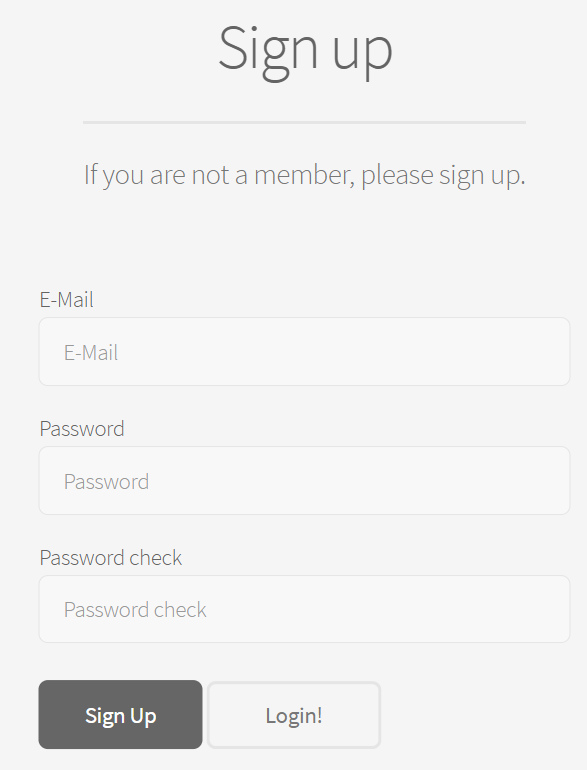 Sign up
If you are not a member, please sign up.
E-Mail
E-Mail
Password
Password
Password check
Password check
Sign Up Login!